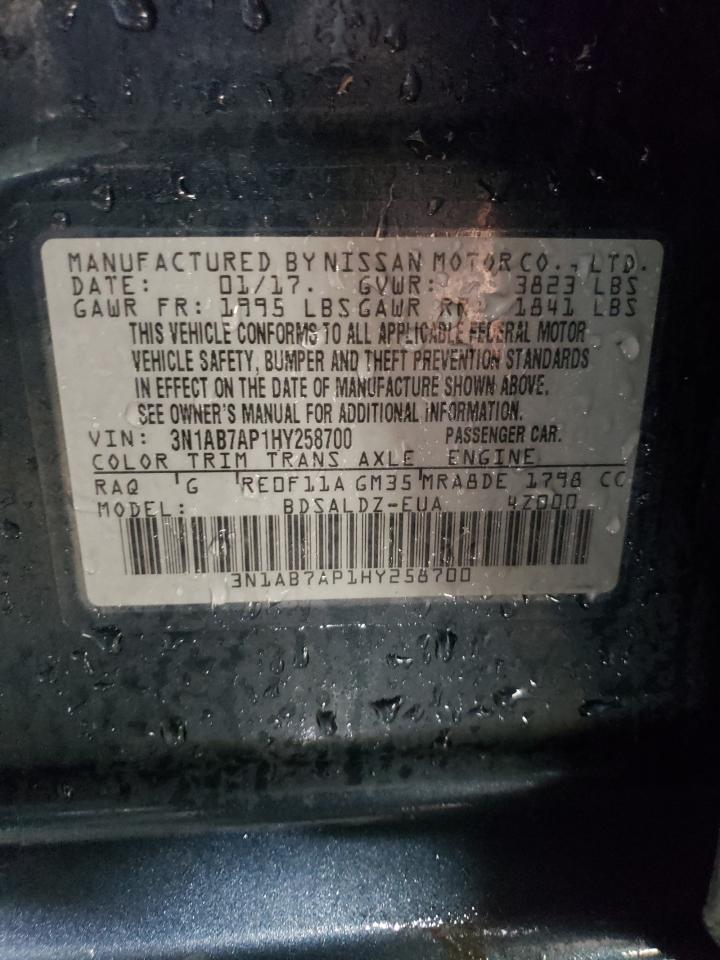 MANUFACTURED BY NISSAN MOTOR CO., LTD.
DATE: 01/17. GVWR: 3823 LBS
GAWR FR: 1995 LBS GAWR RR: 1841 LBS
THIS VEHICLE CONFORMS TO ALL APPLICABLE FEDERAL MOTOR
VEHICLE SAFETY, BUMPER AND THEFT PREVENTION STANDARDS
IN EFFECT ON THE DATE OF MANUFACTURE SHOWN ABOVE.
SEE OWNER'S MANUAL FOR ADDITIONAL INFORMATION.
VIN: 3N1AB7AP1HY258700 PASSENGER CAR.
COLOR TRIM TRANS AXLE ENGINE
RAQ G RE0F11A GM35 MRA8DE 1798 CC
MODEL: BDSALDZ-EUA 4Z000
3N1AB7AP1HY258700